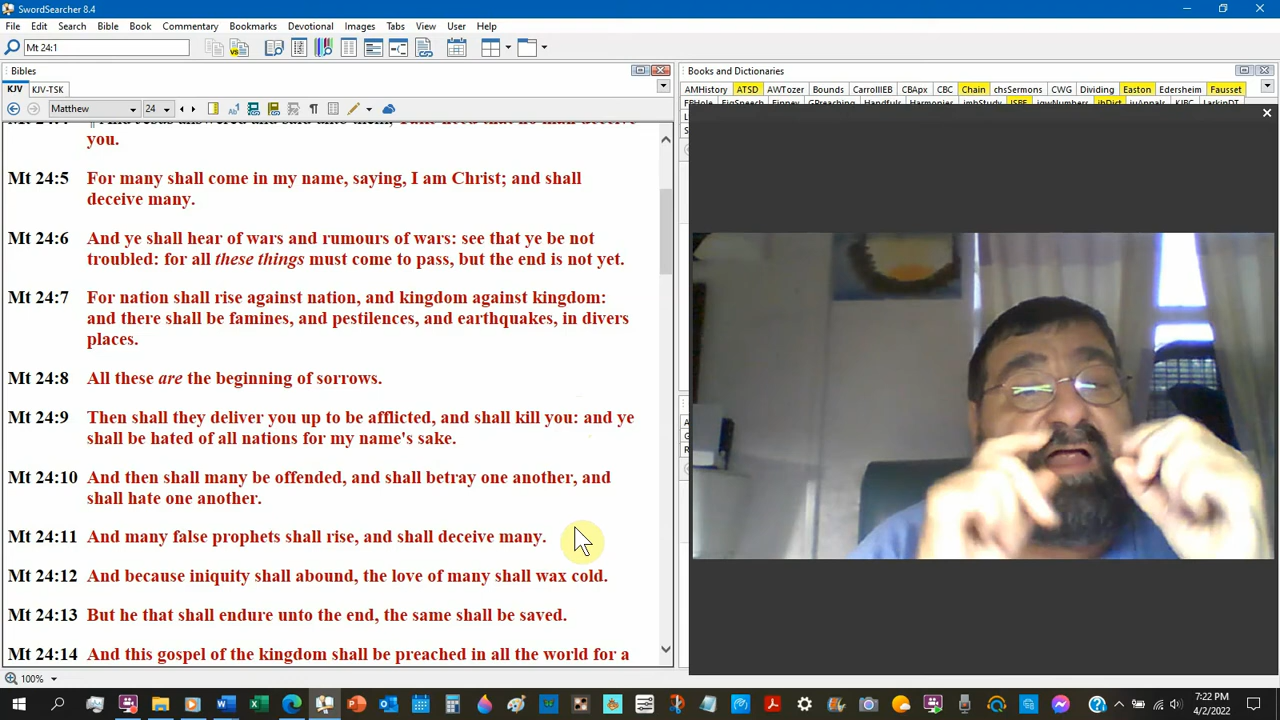 SwordSearcher 8.4
File Edit Search Bible Book Commentary Bookmarks Devotional Images Tabs View User Help
Mt 24:1
Bibles
KJV KJV-TSK
Matthew 24
you.
Mt 24:5 For many shall come in my name, saying, I am Christ; and shall
deceive many.
Mt 24:6 And ye shall hear of wars and rumours of wars: see that ye be not
troubled: for all these things must come to pass, but the end is not yet.
Mt 24:7 For nation shall rise against nation, and kingdom against kingdom:
and there shall be famines, and pestilences, and earthquakes, in divers
places.
Mt 24:8 All these are the beginning of sorrows.
Mt 24:9 Then shall they deliver you up to be afflicted, and shall kill you: and ye
shall be hated of all nations for my name's sake.
Mt 24:10 And then shall many be offended, and shall betray one another, and
shall hate one another.
Mt 24:11 And many false prophets shall rise, and shall deceive many.
Mt 24:12 And because iniquity shall abound, the love of many shall wax cold.
Mt 24:13 But he that shall endure unto the end, the same shall be saved.
Mt 24:14 And this gospel of the kingdom shall be preached in all the world for a
100%
Books and Dictionaries
AMHistory ATSD AWTozer Bounds CarrollIEB CBApx CBC Chain chsSermons CWG Dividing Easton Edersheim Fausset
7:22 PM
4/2/2022